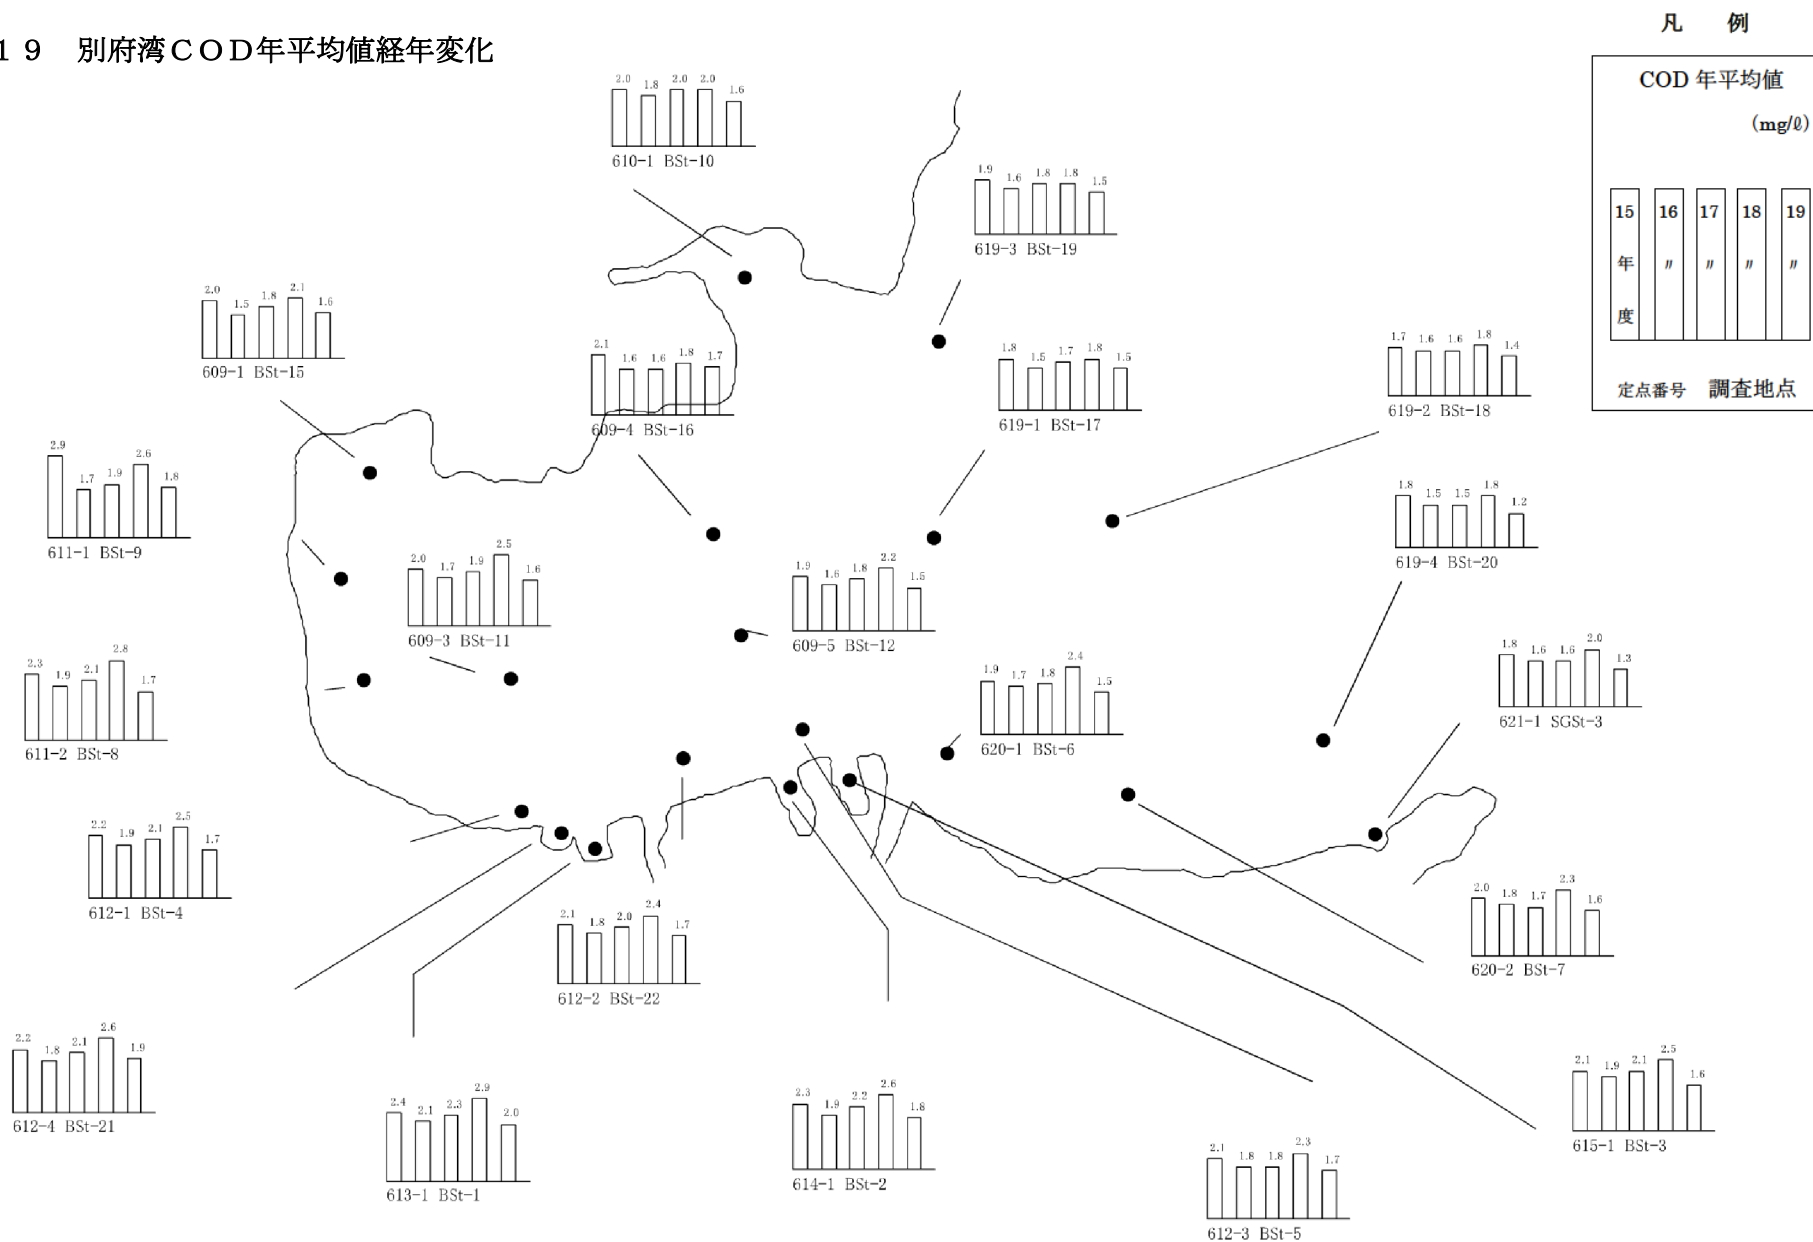 １９　別府湾ＣＯＤ年平均値経年変化
凡　例
COD 年平均値
(mg/ℓ)
15 16 17 18 19
年 〃 〃 〃 〃
度
定点番号　調査地点
2.0 1.8 2.0 2.0 1.6
610-1 BSt-10
1.9 1.6 1.8 1.8 1.5
619-3 BSt-19
2.0 1.5 1.8 2.1 1.6
609-1 BSt-15
2.1 1.6 1.6 1.8 1.7
609-4 BSt-16
1.8 1.5 1.7 1.8 1.5
619-1 BSt-17
1.7 1.6 1.6 1.8 1.4
619-2 BSt-18
2.9 1.7 1.9 2.6 1.8
611-1 BSt-9
2.0 1.7 1.9 2.5 1.6
609-3 BSt-11
1.9 1.6 1.8 2.2 1.5
609-5 BSt-12
1.8 1.5 1.5 1.8 1.2
619-4 BSt-20
2.3 1.9 2.1 2.8 1.7
611-2 BSt-8
1.9 1.7 1.8 2.4 1.5
620-1 BSt-6
1.8 1.6 1.6 2.0 1.3
621-1 SGSt-3
2.2 1.9 2.1 2.5 1.7
612-1 BSt-4
2.1 1.8 2.0 2.4 1.7
612-2 BSt-22
2.0 1.8 1.7 2.3 1.6
620-2 BSt-7
2.2 1.8 2.1 2.6 1.9
612-4 BSt-21
2.4 2.1 2.3 2.9 2.0
613-1 BSt-1
2.3 1.9 2.2 2.6 1.8
614-1 BSt-2
2.1 1.9 2.1 2.5 1.6
615-1 BSt-3
2.1 1.8 1.8 2.3 1.7
612-3 BSt-5